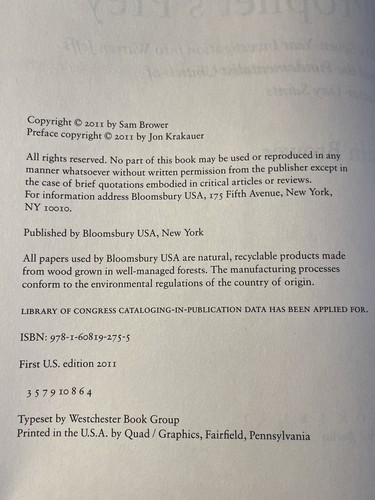 Copyright © 2011 by Sam Brower
Preface copyright © 2011 by Jon Krakauer
All rights reserved. No part of this book may be used or reproduced in any
manner whatsoever without written permission from the publisher except in
the case of brief quotations embodied in critical articles or reviews.
For information address Bloomsbury USA, 175 Fifth Avenue, New York,
NY 10010.
Published by Bloomsbury USA, New York
All papers used by Bloomsbury USA are natural, recyclable products made
from wood grown in well-managed forests. The manufacturing processes
conform to the environmental regulations of the country of origin.
LIBRARY OF CONGRESS CATALOGING-IN-PUBLICATION DATA HAS BEEN APPLIED FOR.
ISBN: 978-1-60819-275-5
First U.S. edition 2011
3 5 7 9 10 8 6 4
Typeset by Westchester Book Group
Printed in the U.S.A. by Quad / Graphics, Fairfield, Pennsylvania